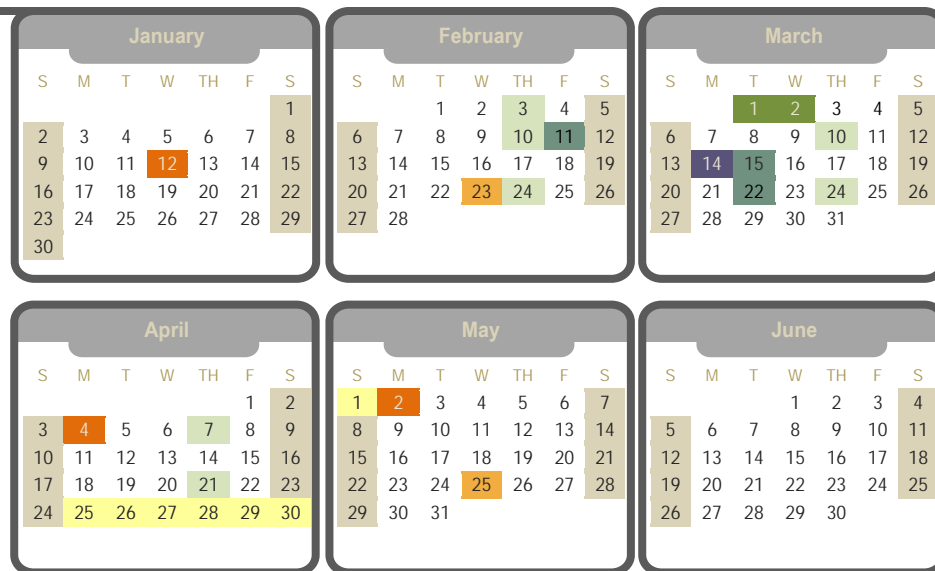 January
S M T W TH F S
1
2 3 4 5 6 7 8
9 10 11 12 13 14 15
16 17 18 19 20 21 22
23 24 25 26 27 28 29
30
February
S M T W TH F S
1 2 3 4 5
6 7 8 9 10 11 12
13 14 15 16 17 18 19
20 21 22 23 24 25 26
27 28
March
S M T W TH F S
1 2 3 4 5
6 7 8 9 10 11 12
13 14 15 16 17 18 19
20 21 22 23 24 25 26
27 28 29 30 31
April
S M T W TH F S
1 2
3 4 5 6 7 8 9
10 11 12 13 14 15 16
17 18 19 20 21 22 23
24 25 26 27 28 29 30
May
S M T W TH F S
1 2 3 4 5 6 7
8 9 10 11 12 13 14
15 16 17 18 19 20 21
22 23 24 25 26 27 28
29 30 31
June
S M T W TH F S
1 2 3 4
5 6 7 8 9 10 11
12 13 14 15 16 17 18
19 20 21 22 23 24 25
26 27 28 29 30